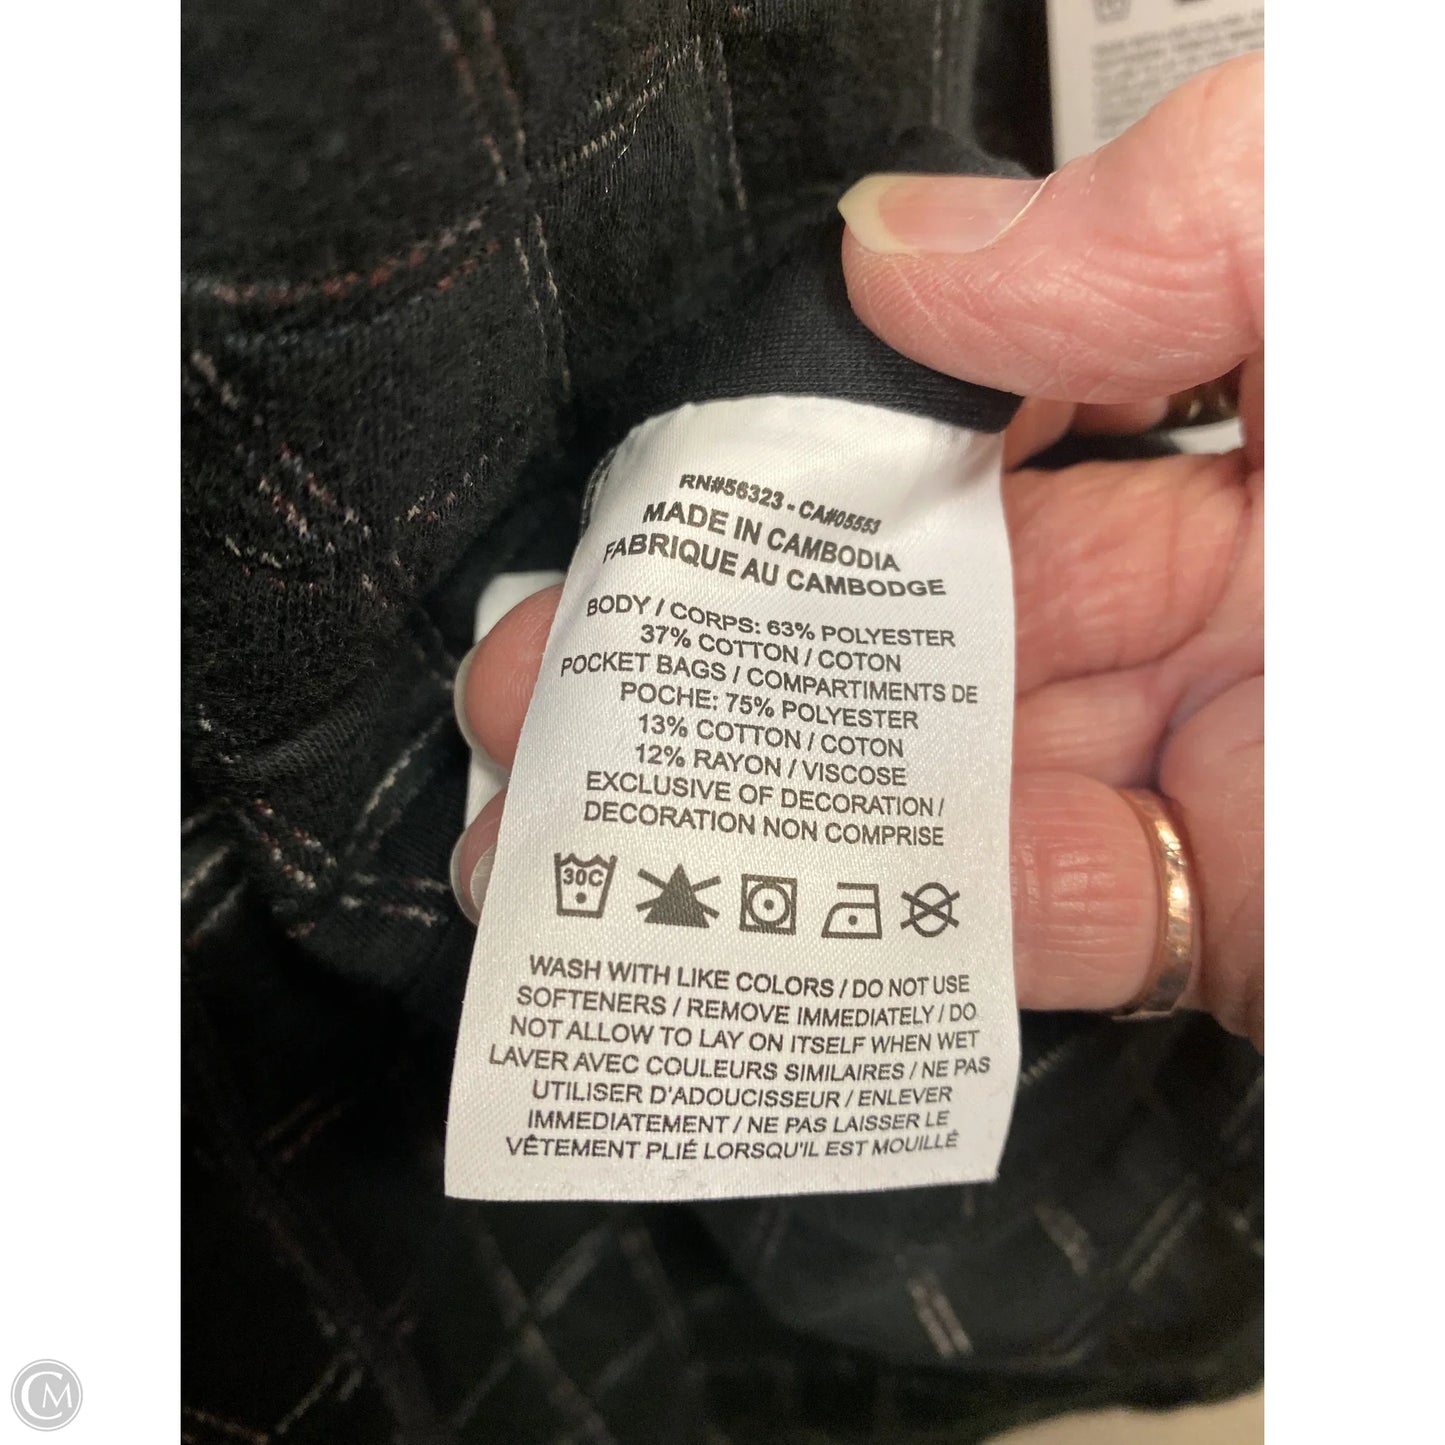 RN#56323 - CA#05553
MADE IN CAMBODIA
FABRIQUE AU CAMBODGE
BODY / CORPS: 63% POLYESTER
37% COTTON / COTON
POCKET BAGS / COMPARTIMENTS DE
POCHE: 75% POLYESTER
13% COTTON / COTON
12% RAYON / VISCOSE
EXCLUSIVE OF DECORATION /
DECORATION NON COMPRISE
30C
WASH WITH LIKE COLORS / DO NOT USE
SOFTENERS / REMOVE IMMEDIATELY / DO
NOT ALLOW TO LAY ON ITSELF WHEN WET
LAVER AVEC COULEURS SIMILAIRES / NE PAS
UTILISER D'ADOUCISSEUR / ENLEVER
IMMEDIATEMENT / NE PAS LAISSER LE
VÊTEMENT PLIÉ LORSQU'IL EST MOUILLÉ
CM